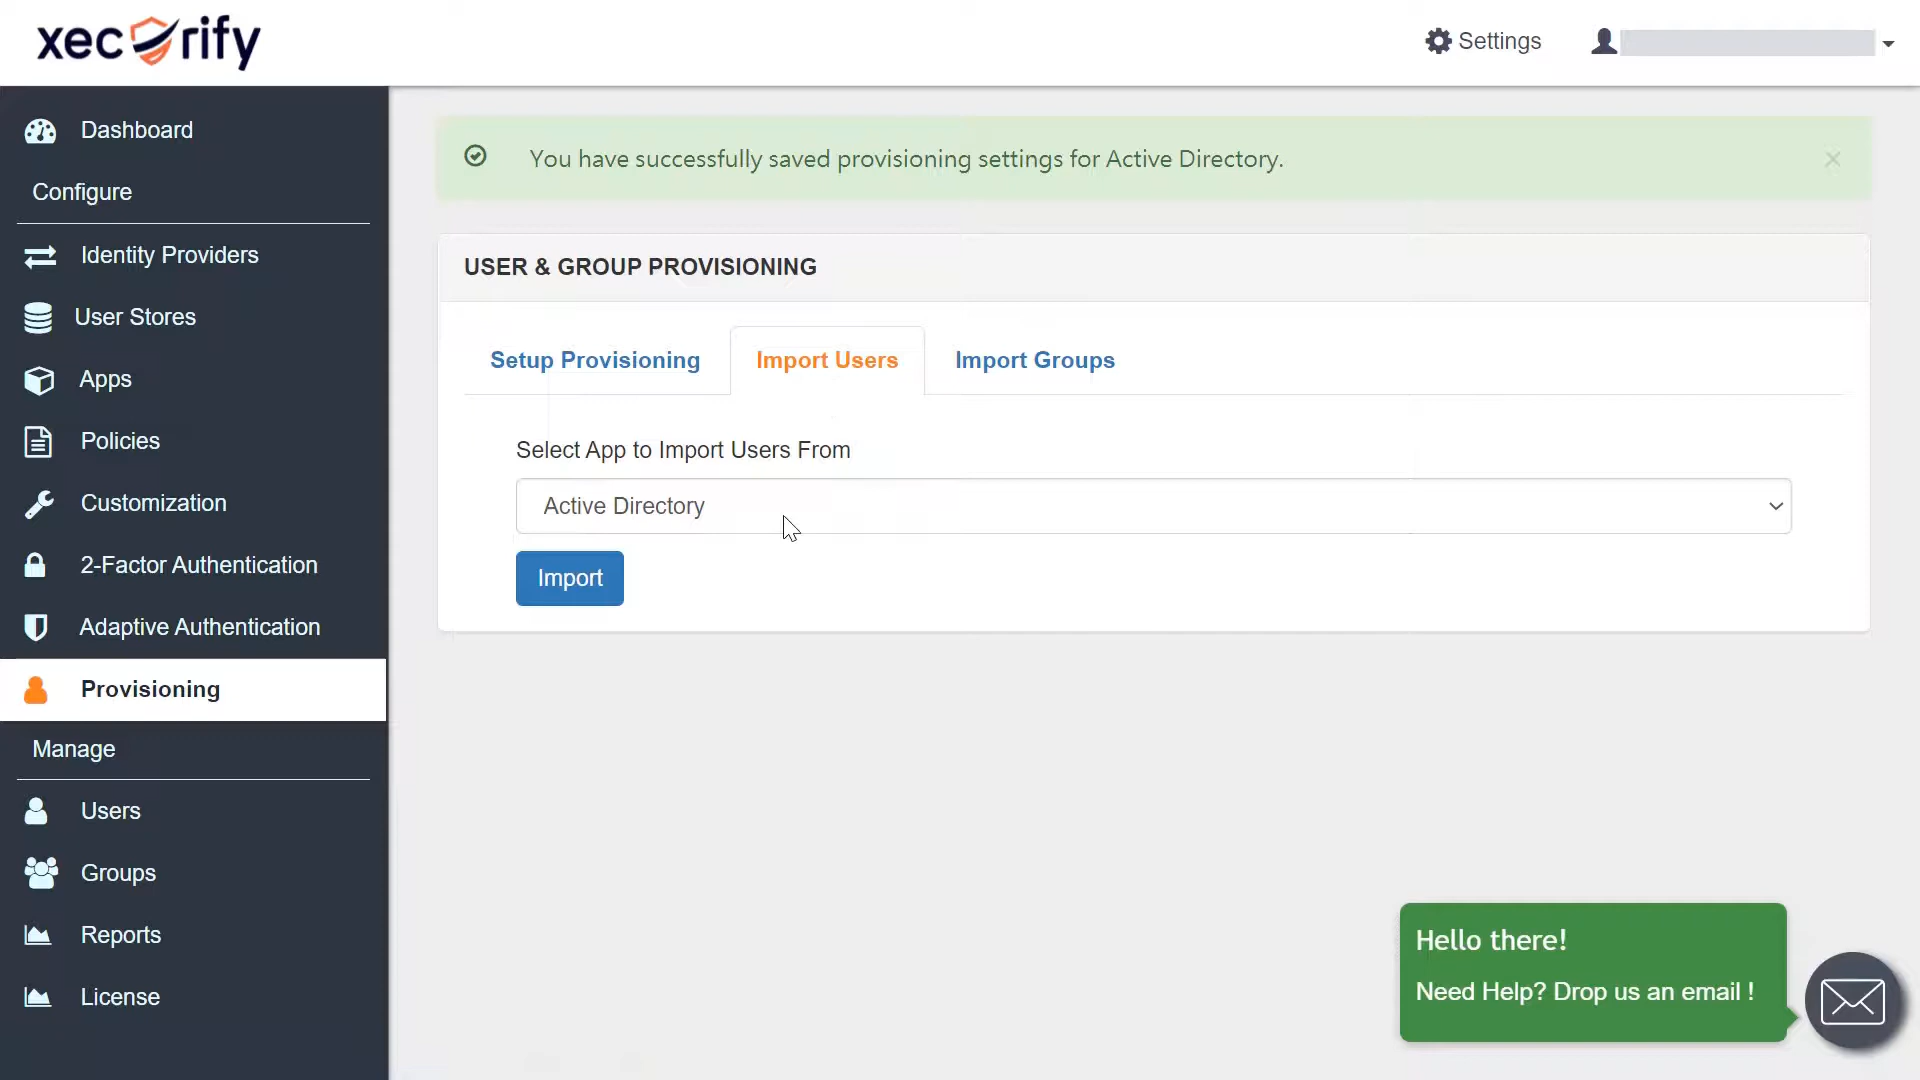 xecurify
Settings
Dashboard
Configure
Identity Providers
User Stores
Apps
Policies
Customization
2-Factor Authentication
Adaptive Authentication
Provisioning
Manage
Users
Groups
Reports
License
You have successfully saved provisioning settings for Active Directory.
×
USER & GROUP PROVISIONING
Setup Provisioning
Import Users
Import Groups
Select App to Import Users From
Active Directory
Import
Hello there!
Need Help? Drop us an email !